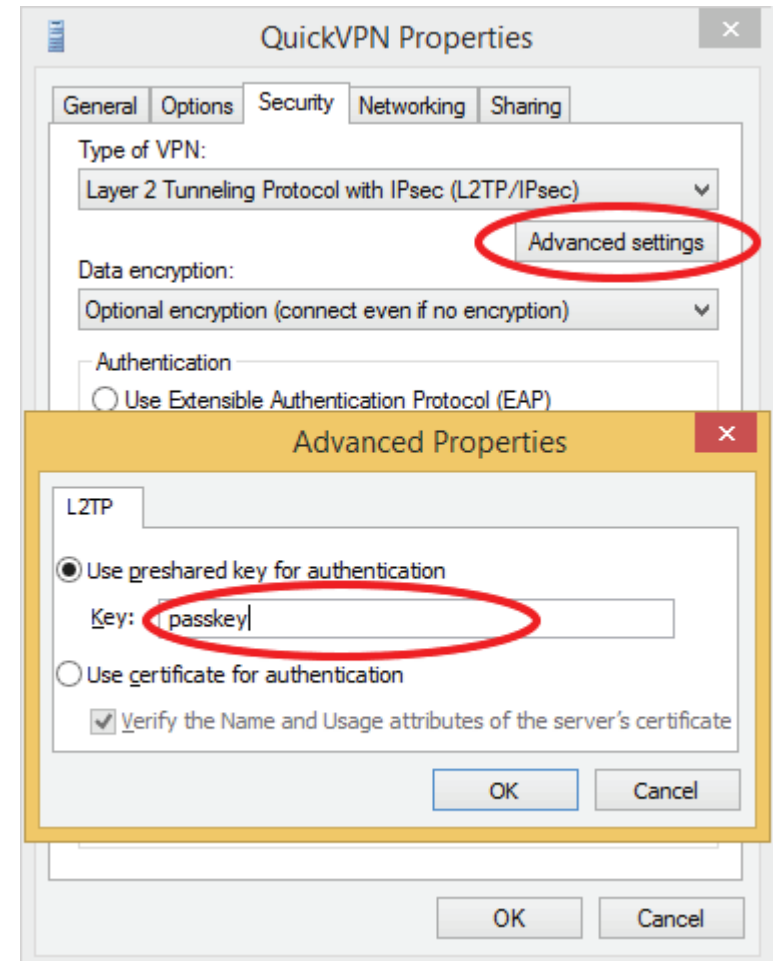 QuickVPN Properties
General Options Security Networking Sharing
Type of VPN:
Layer 2 Tunneling Protocol with IPsec (L2TP/IPsec)
Advanced settings
Data encryption:
Optional encryption (connect even if no encryption)
Authentication
Use Extensible Authentication Protocol (EAP)
Advanced Properties
L2TP
Use preshared key for authentication
Key: passkey
Use certificate for authentication
Verify the Name and Usage attributes of the server's certificate
OK Cancel
OK Cancel